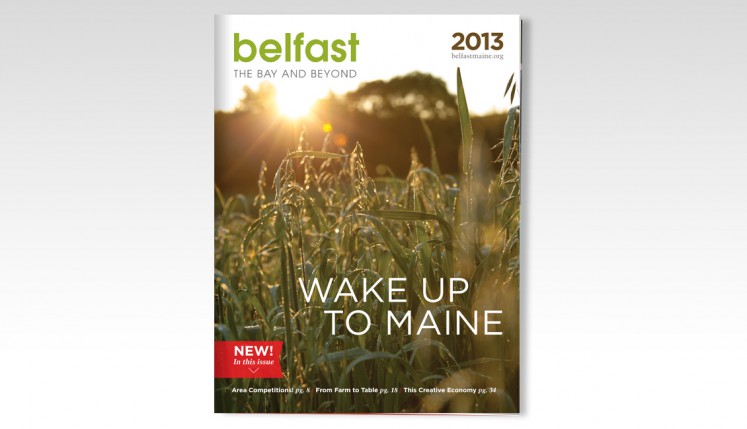 belfast
THE BAY AND BEYOND
2013
belfastmaine.org
WAKE UP
TO MAINE
NEW!
In this issue
Area Competitions! pg. 8 From Farm to Table pg. 18 This Creative Economy pg. 34